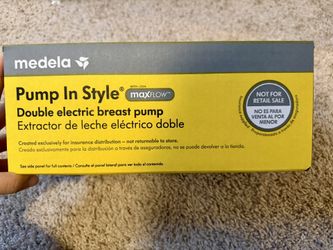 medela
Pump In Style® WITH USA maxFLOW™
Double electric breast pump
Extractor de leche eléctrico doble
Created exclusively for insurance distribution – not returnable to store.
Creado exclusivamente para la distribución a través de aseguradoras, no se puede devolver a la tienda.
See side panel for full contents / Consulte el panel lateral para ver todo el contenido.
NOT FOR
RETAIL SALE
NO ES PARA
VENTA AL POR
MENOR